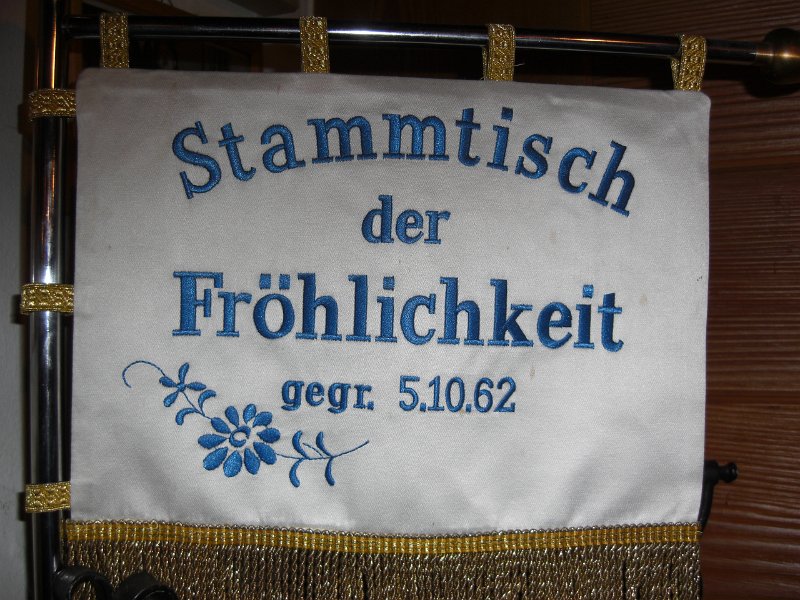 Stammtisch
der
Fröhlichkeit
gegr. 5.10.62